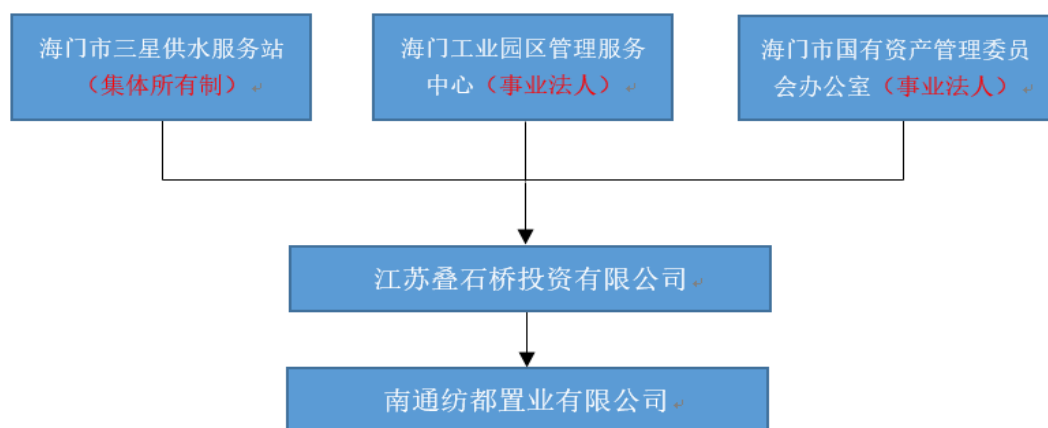 海门市三星供水服务站
（集体所有制）
海门工业园区管理服务
中心（事业法人）
海门市国有资产管理委员
会办公室（事业法人）
江苏叠石桥投资有限公司
南通纺都置业有限公司